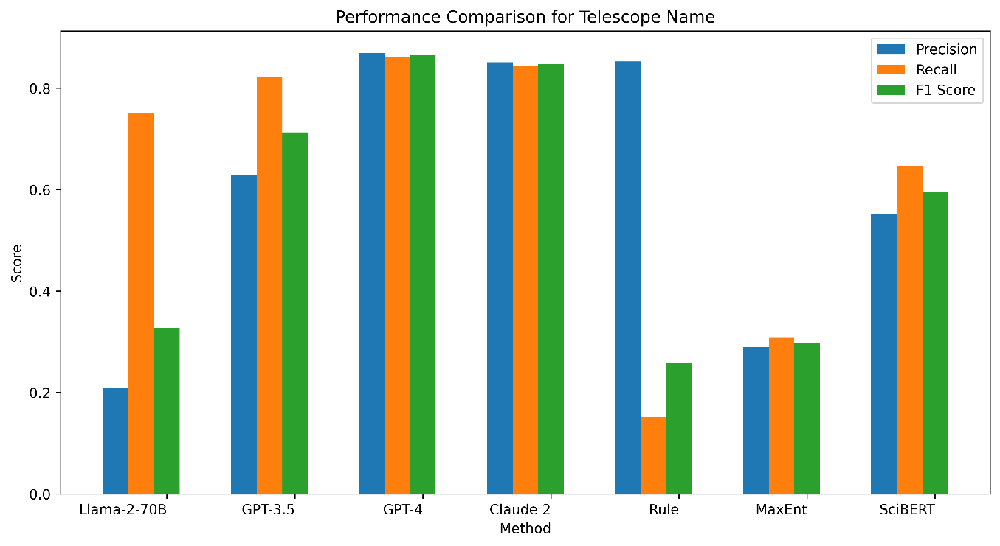 Performance Comparison for Telescope Name
Precision
Recall
F1 Score
Score
0.8
0.6
0.4
0.2
0.0
Llama-2-70B GPT-3.5 GPT-4 Claude 2 Rule MaxEnt SciBERT
Method